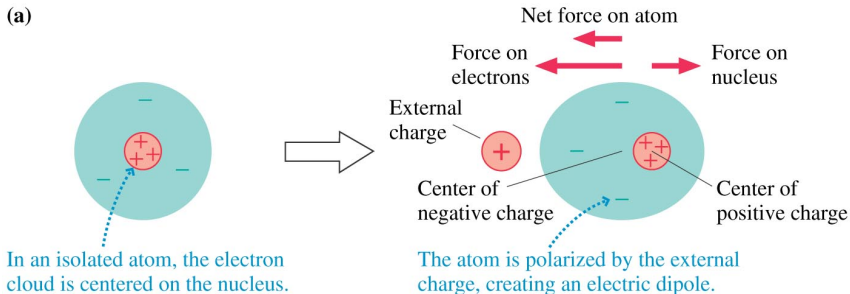 (a)
Net force on atom
Force on
electrons
Force on
nucleus
External
charge
− − −
+ + +
+
− − −
+ + +
Center of
negative charge
Center of
positive charge
In an isolated atom, the electron
cloud is centered on the nucleus.
The atom is polarized by the external
charge, creating an electric dipole.